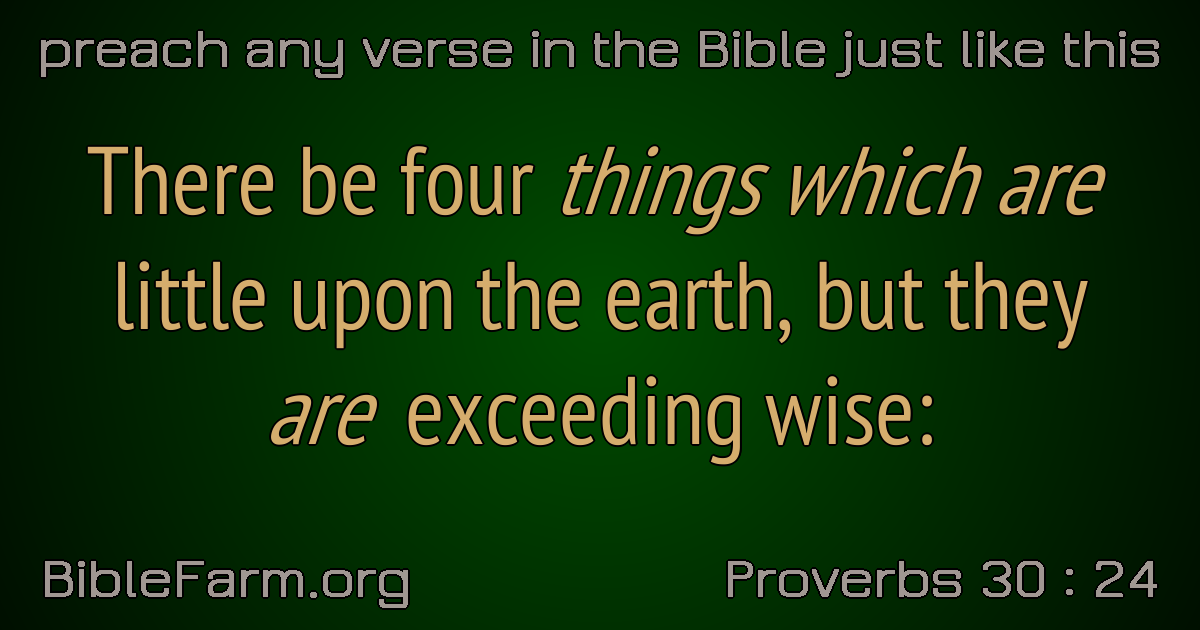 preach any verse in the Bible just like this
There be four things which are
little upon the earth, but they
are exceeding wise:
BibleFarm.org
Proverbs 30 : 24